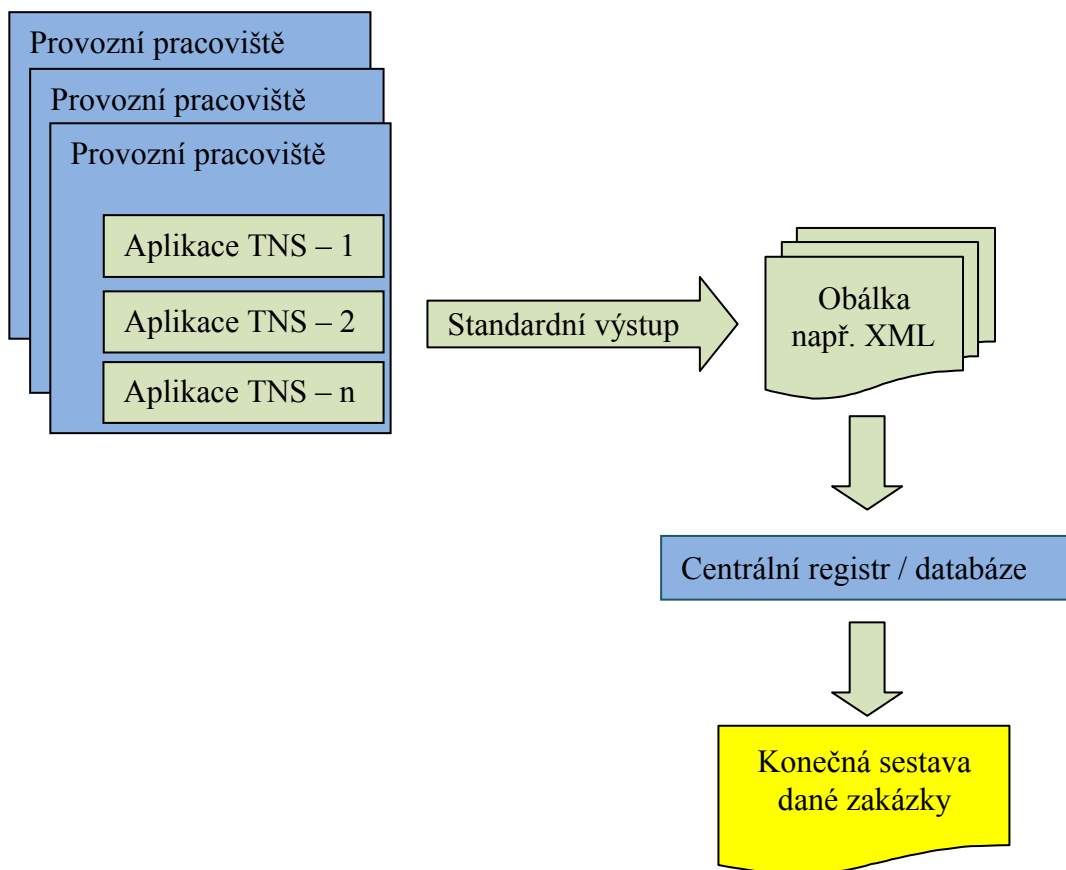 Provozní pracoviště
Provozní pracoviště
Provozní pracoviště
Aplikace TNS – 1
Aplikace TNS – 2
Aplikace TNS – n
Standardní výstup
Obálka
např. XML
Centrální registr / databáze
Konečná sestava
dané zakázky